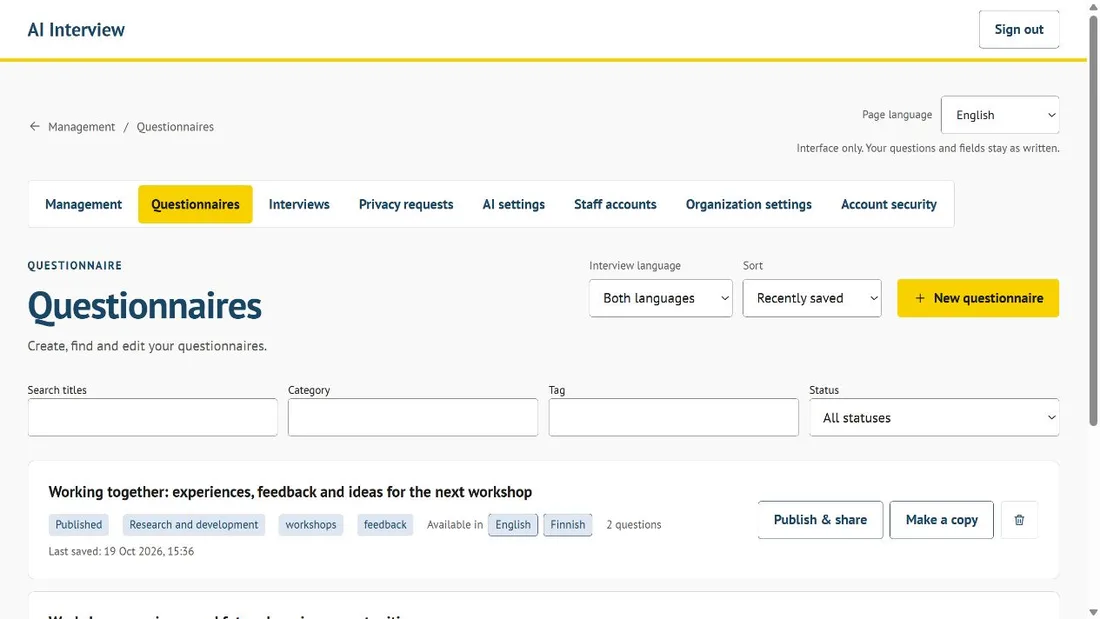 AI Interview
Sign out
← Management / Questionnaires
Page language English
Interface only. Your questions and fields stay as written.
Management Questionnaires Interviews Privacy requests AI settings Staff accounts Organization settings Account security
QUESTIONNAIRE
Questionnaires
Create, find and edit your questionnaires.
Interview language
Both languages
Sort
Recently saved
+ New questionnaire
Search titles
Category
Tag
Status
All statuses
Working together: experiences, feedback and ideas for the next workshop
Published Research and development workshops feedback Available in English Finnish 2 questions
Last saved: 19 Oct 2026, 15:36
Publish & share
Make a copy